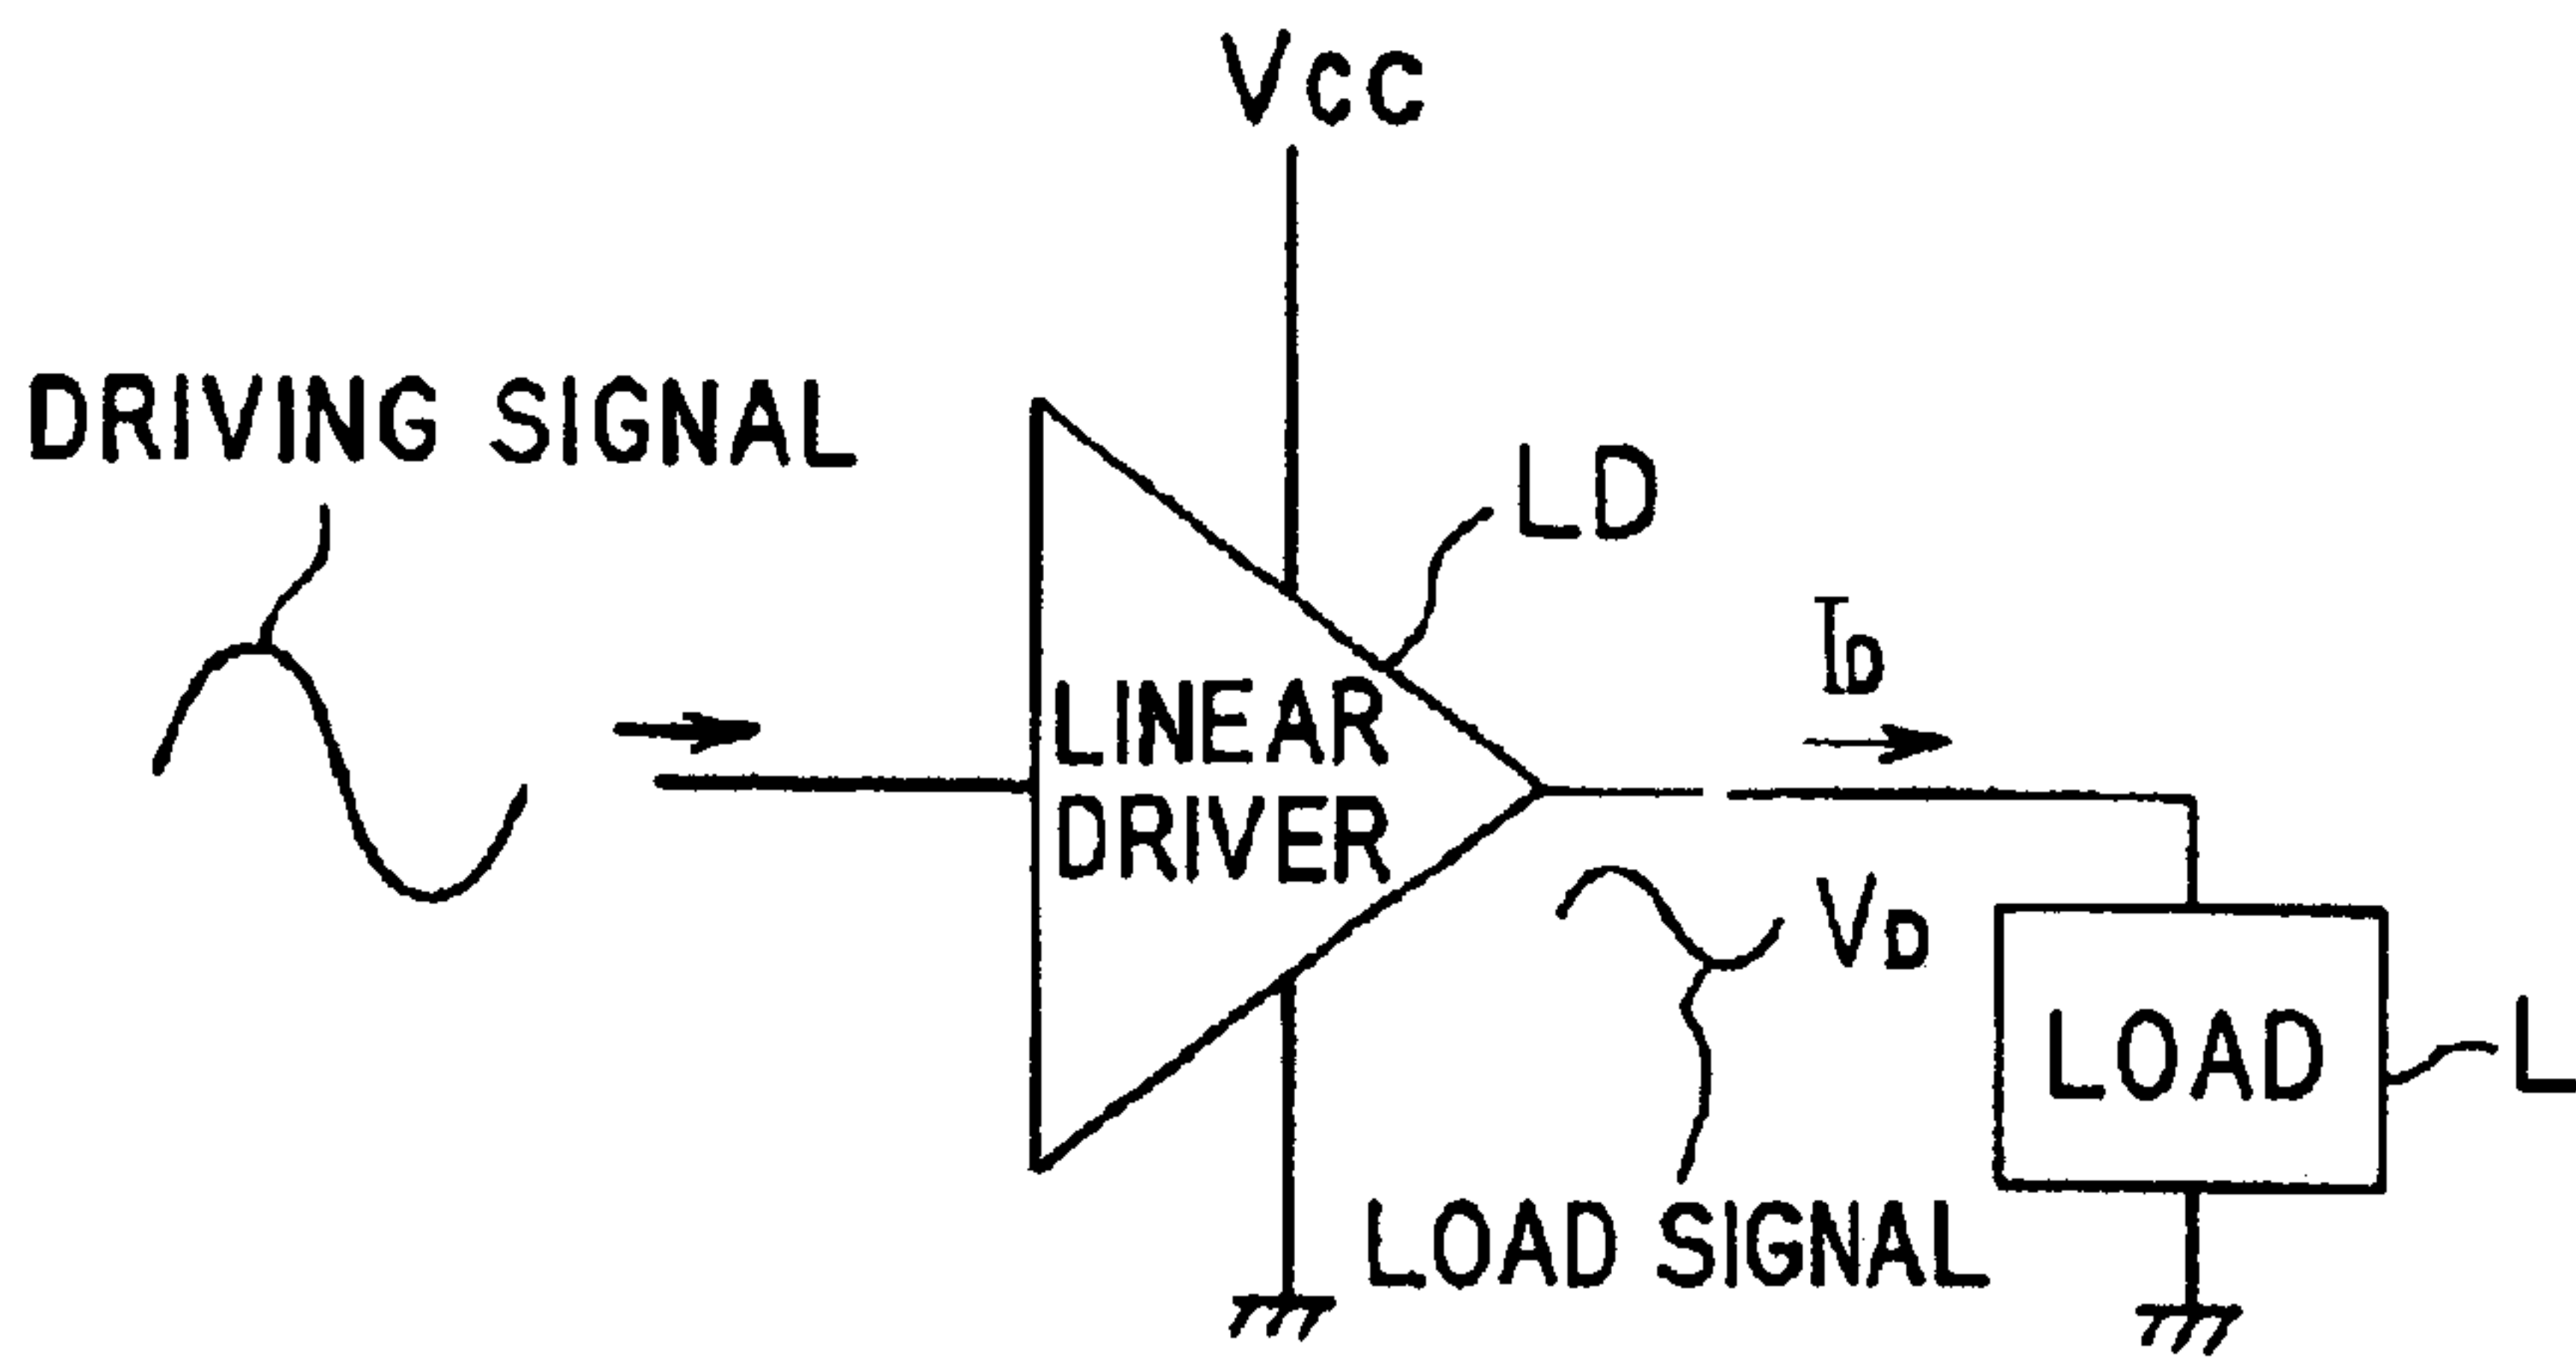 Vcc
DRIVING SIGNAL
LD
ID
LINEAR
DRIVER
VD
LOAD
L
LOAD SIGNAL